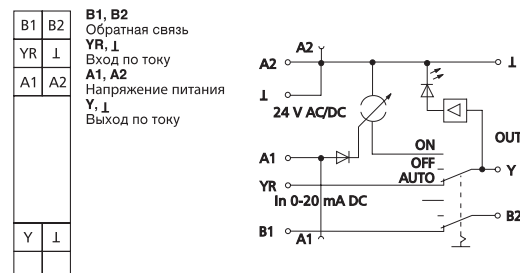 B1 B2
YR ⊥
A1 A2
Y ⊥
B1, B2
Обратная связь
YR, ⊥
Вход по току
A1, A2
Напряжение питания
Y, ⊥
Выход по току
A2
A2
⊥
⊥
24 V AC/DC
ON
OUT
A1
OFF
AUTO
Y
YR
In 0-20 mA DC
B2
B1
A1